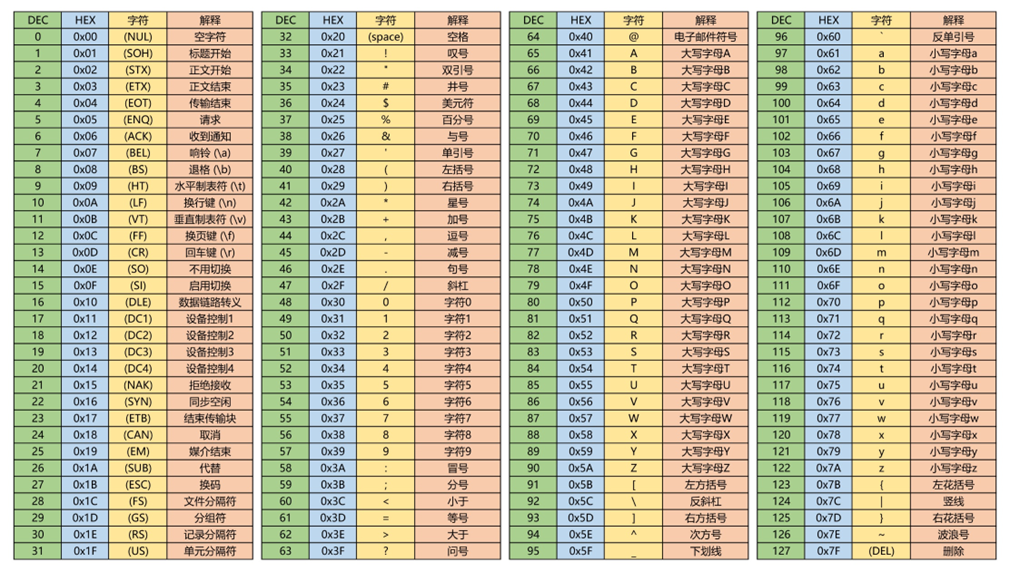 DEC HEX 字符 解释 DEC HEX 字符 解释 DEC HEX 字符 解释 DEC HEX 字符 解释
0 0x00 (NUL) 空字符 32 0x20 (space) 空格 64 0x40 @ 电子邮件符号 96 0x60 ` 反单引号
1 0x01 (SOH) 标题开始 33 0x21 ! 叹号 65 0x41 A 大写字母A 97 0x61 a 小写字母a
2 0x02 (STX) 正文开始 34 0x22 " 双引号 66 0x42 B 大写字母B 98 0x62 b 小写字母b
3 0x03 (ETX) 正文结束 35 0x23 # 井号 67 0x43 C 大写字母C 99 0x63 c 小写字母c
4 0x04 (EOT) 传输结束 36 0x24 $ 美元符 68 0x44 D 大写字母D 100 0x64 d 小写字母d
5 0x05 (ENQ) 请求 37 0x25 % 百分号 69 0x45 E 大写字母E 101 0x65 e 小写字母e
6 0x06 (ACK) 收到通知 38 0x26 & 与号 70 0x46 F 大写字母F 102 0x66 f 小写字母f
7 0x07 (BEL) 响铃 (\a) 39 0x27 ' 单引号 71 0x47 G 大写字母G 103 0x67 g 小写字母g
8 0x08 (BS) 退格 (\b) 40 0x28 ( 左括号 72 0x48 H 大写字母H 104 0x68 h 小写字母h
9 0x09 (HT) 水平制表符 (\t) 41 0x29 ) 右括号 73 0x49 I 大写字母I 105 0x69 i 小写字母i
10 0x0A (LF) 换行键 (\n) 42 0x2A * 星号 74 0x4A J 大写字母J 106 0x6A j 小写字母j
11 0x0B (VT) 垂直制表符 (\v) 43 0x2B + 加号 75 0x4B K 大写字母K 107 0x6B k 小写字母k
12 0x0C (FF) 换页键 (\f) 44 0x2C , 逗号 76 0x4C L 大写字母L 108 0x6C l 小写字母l
13 0x0D (CR) 回车键 (\r) 45 0x2D - 减号 77 0x4D M 大写字母M 109 0x6D m 小写字母m
14 0x0E (SO) 不用切换 46 0x2E . 句号 78 0x4E N 大写字母N 110 0x6E n 小写字母n
15 0x0F (SI) 启用切换 47 0x2F / 斜杠 79 0x4F O 大写字母O 111 0x6F o 小写字母o
16 0x10 (DLE) 数据链路转义 48 0x30 0 字符0 80 0x50 P 大写字母P 112 0x70 p 小写字母p
17 0x11 (DC1) 设备控制1 49 0x31 1 字符1 81 0x51 Q 大写字母Q 113 0x71 q 小写字母q
18 0x12 (DC2) 设备控制2 50 0x32 2 字符2 82 0x52 R 大写字母R 114 0x72 r 小写字母r
19 0x13 (DC3) 设备控制3 51 0x33 3 字符3 83 0x53 S 大写字母S 115 0x73 s 小写字母s
20 0x14 (DC4) 设备控制4 52 0x34 4 字符4 84 0x54 T 大写字母T 116 0x74 t 小写字母t
21 0x15 (NAK) 拒绝接收 53 0x35 5 字符5 85 0x55 U 大写字母U 117 0x75 u 小写字母u
22 0x16 (SYN) 同步空闲 54 0x36 6 字符6 86 0x56 V 大写字母V 118 0x76 v 小写字母v
23 0x17 (ETB) 结束传输块 55 0x37 7 字符7 87 0x57 W 大写字母W 119 0x77 w 小写字母w
24 0x18 (CAN) 取消 56 0x38 8 字符8 88 0x58 X 大写字母X 120 0x78 x 小写字母x
25 0x19 (EM) 媒介结束 57 0x39 9 字符9 89 0x59 Y 大写字母Y 121 0x79 y 小写字母y
26 0x1A (SUB) 代替 58 0x3A : 冒号 90 0x5A Z 大写字母Z 122 0x7A z 小写字母z
27 0x1B (ESC) 换码 59 0x3B ; 分号 91 0x5B [ 左方括号 123 0x7B { 左花括号
28 0x1C (FS) 文件分隔符 60 0x3C < 小于 92 0x5C \ 反斜杠 124 0x7C | 竖线
29 0x1D (GS) 分组符 61 0x3D = 等号 93 0x5D ] 右方括号 125 0x7D } 右花括号
30 0x1E (RS) 记录分隔符 62 0x3E > 大于 94 0x5E ^ 次方号 126 0x7E ~ 波浪号
31 0x1F (US) 单元分隔符 63 0x3F ? 问号 95 0x5F _ 下划线 127 0x7F (DEL) 删除